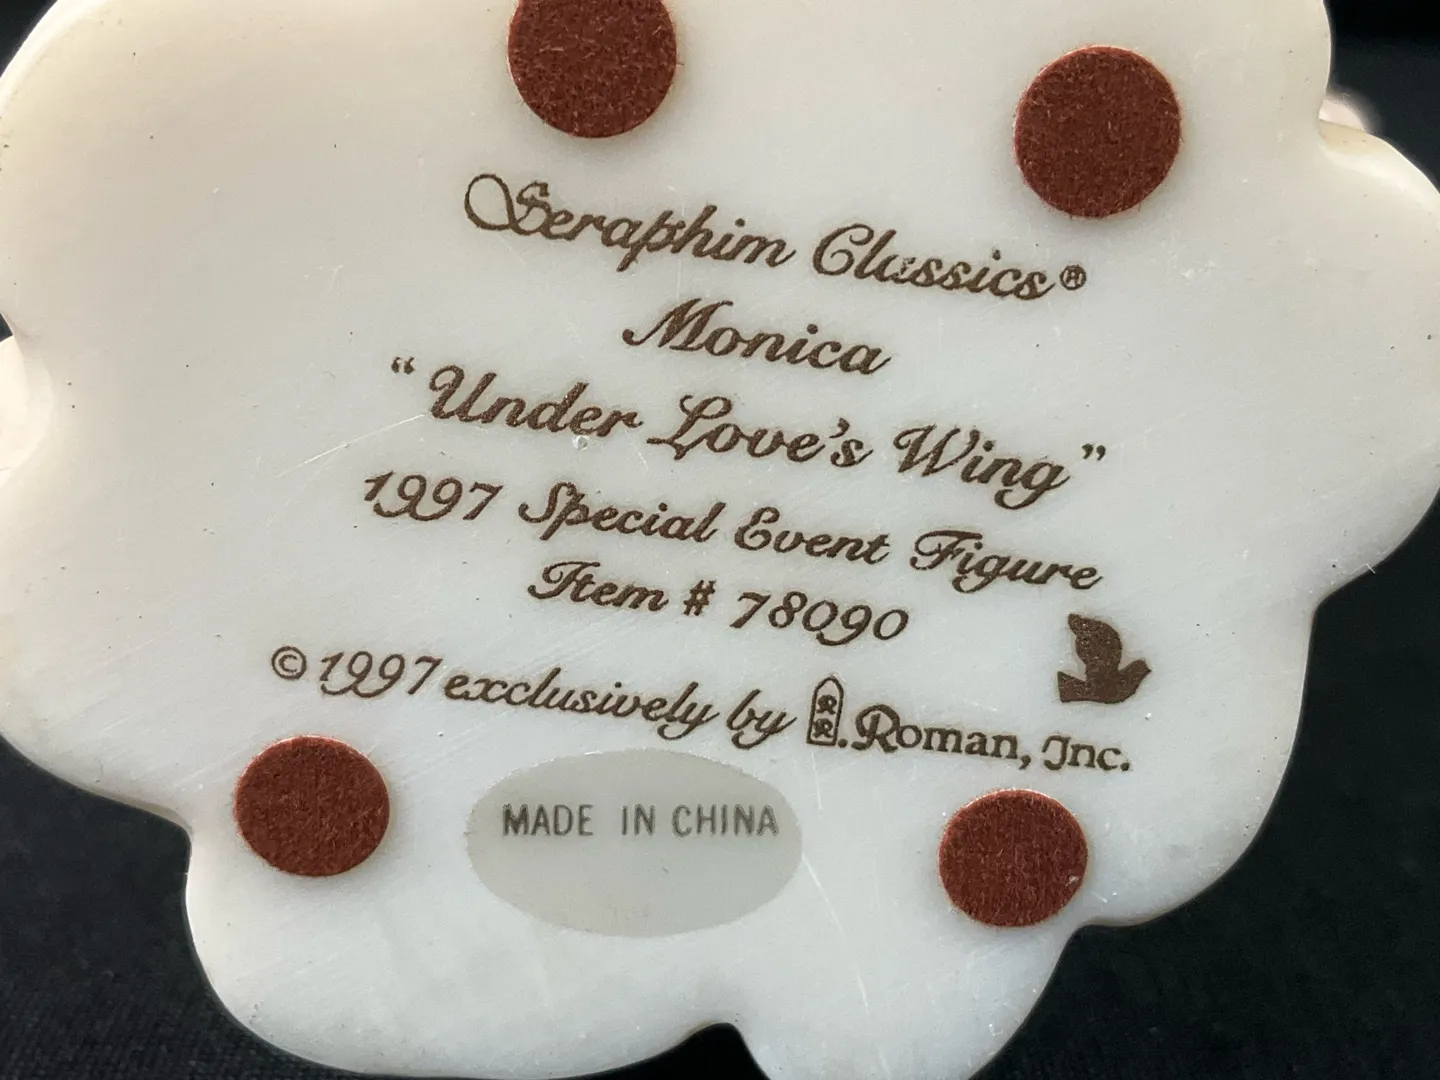 Seraphim Classics®
Monica
“Under Love’s Wing”
1997 Special Event Figure
Item # 78090
©1997 exclusively by RR.Roman, Inc.
MADE IN CHINA